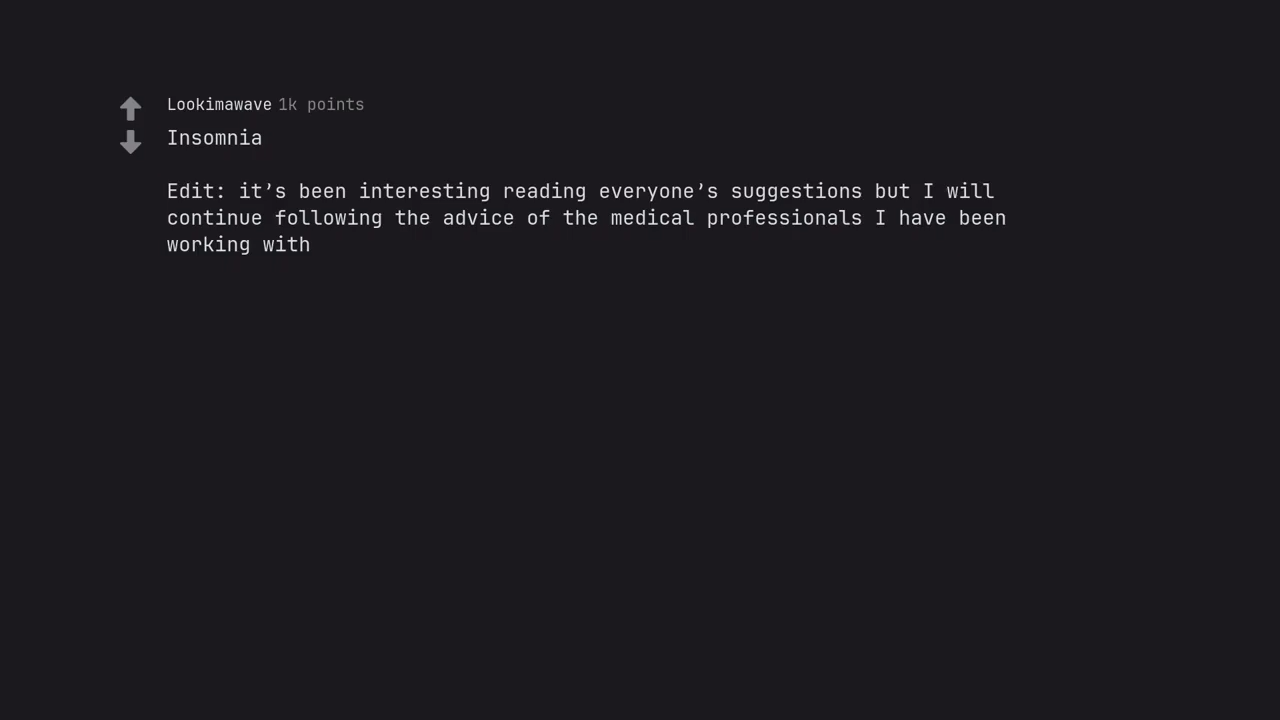 Lookimawave 1k points
Insomnia
Edit: it’s been interesting reading everyone’s suggestions but I will
continue following the advice of the medical professionals I have been
working with